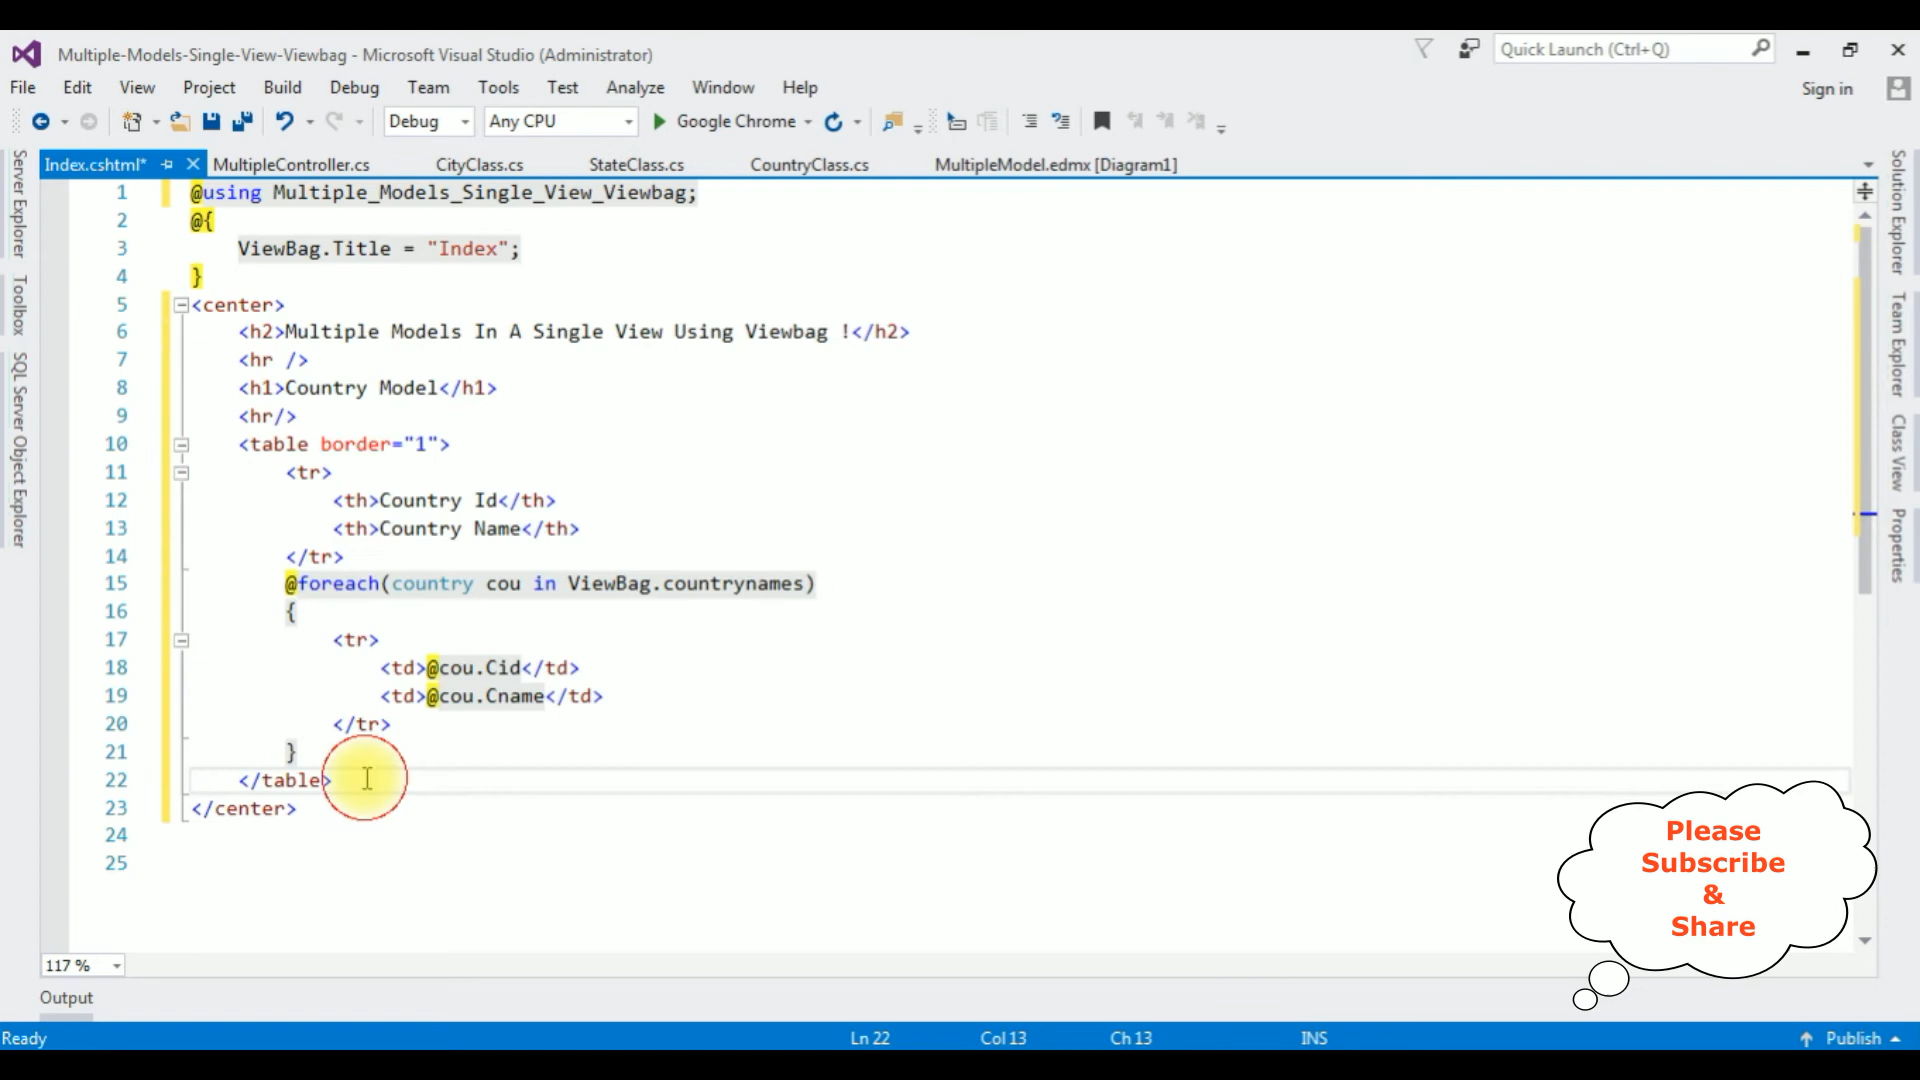 Multiple-Models-Single-View-Viewbag - Microsoft Visual Studio (Administrator)
Quick Launch (Ctrl+Q)
File Edit View Project Build Debug Team Tools Test Analyze Window Help
Sign in
Debug Any CPU Google Chrome
Index.cshtml* MultipleController.cs CityClass.cs StateClass.cs CountryClass.cs MultipleModel.edmx [Diagram1]
Server Explorer
Toolbox
SQL Server Object Explorer
1 @using Multiple_Models_Single_View_Viewbag;
2 @{
3 ViewBag.Title = "Index";
4 }
5 <center>
6 <h2>Multiple Models In A Single View Using Viewbag !</h2>
7 <hr />
8 <h1>Country Model</h1>
9 <hr/>
10 <table border="1">
11 <tr>
12 <th>Country Id</th>
13 <th>Country Name</th>
14 </tr>
15 @foreach(country cou in ViewBag.countrynames)
16 {
17 <tr>
18 <td>@cou.Cid</td>
19 <td>@cou.Cname</td>
20 </tr>
21 }
22 </table>
23 </center>
24
25
Solution Explorer
Team Explorer
Class View
Properties
Please
Subscribe
&
Share
117 %
Output
Ready Ln 22 Col 13 Ch 13 INS Publish